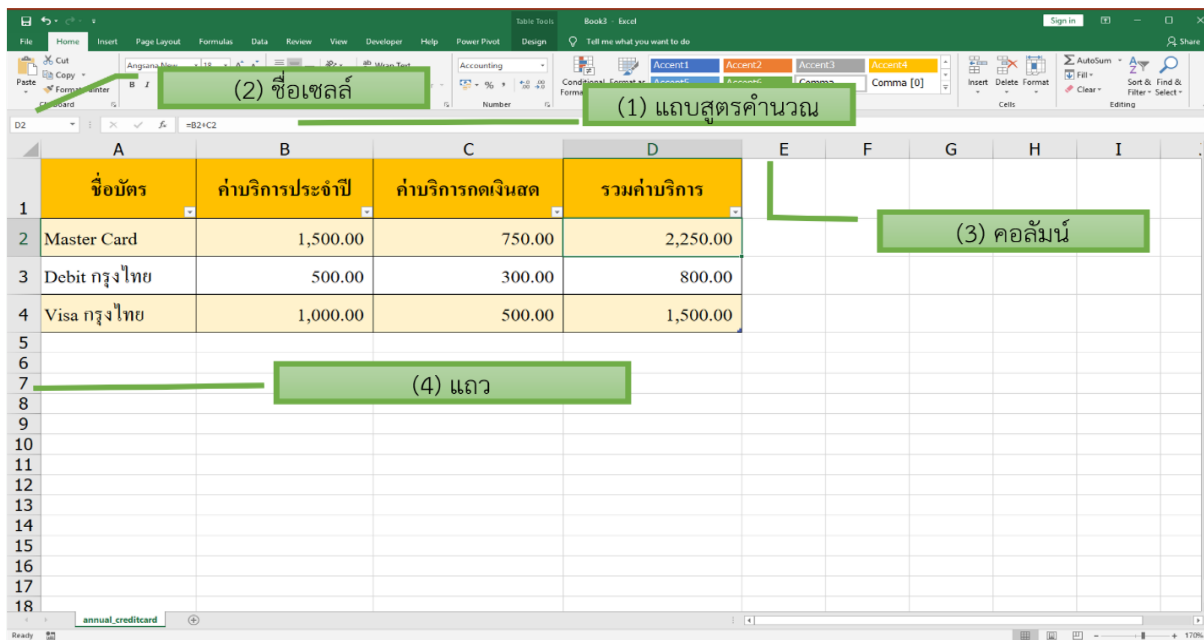 Table Tools Book3 - Excel Sign in
File Home Insert Page Layout Formulas Data Review View Developer Help Power Pivot Design Tell me what you want to do Share
Paste Cut Angsana New 18 Wrap Text Accounting Accent1 Accent2 Accent3 Accent4 AutoSum
Copy Conditional Format as Insert Delete Format Fill Sort & Find &
B I % Comma [0] Clear Filter Select
Number Cells Editing
(2) ชื่อเซลล์
(1) แถบสูตรคำนวณ
D2 fx =B2+C2
A B C D E F G H I
1 ชื่อบัตร ค่าบริการประจำปี ค่าบริการกดเงินสด รวมค่าบริการ
2 Master Card 1,500.00 750.00 2,250.00
(3) คอลัมน์
3 Debit กรุงไทย 500.00 300.00 800.00
4 Visa กรุงไทย 1,000.00 500.00 1,500.00
5
6
7
(4) แถว
8
9
10
11
12
13
14
15
16
17
18
annual_creditcard
Ready 170%